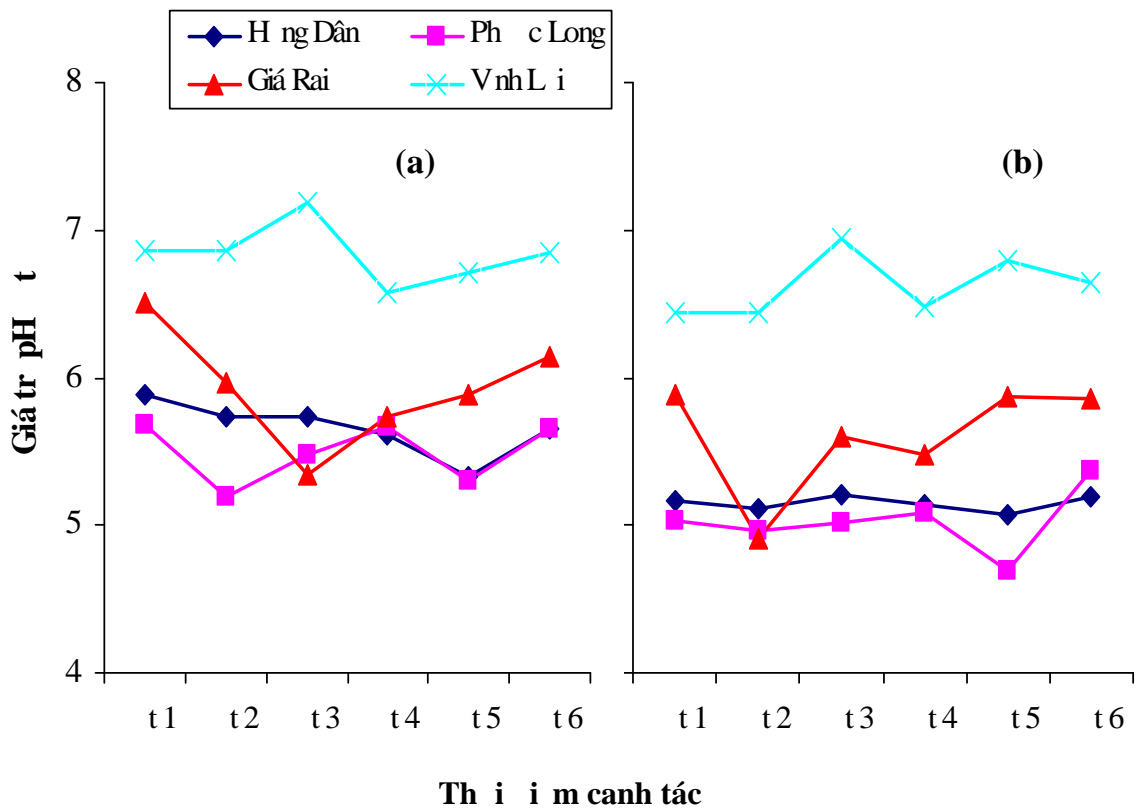 H ng Dân
Ph c Long
Giá Rai
V nh L i
8
7
6
5
4
(a)
(b)
Giá tr pH t
t 1 t 2 t 3 t 4 t 5 t 6
t 1 t 2 t 3 t 4 t 5 t 6
Th i i m canh tác